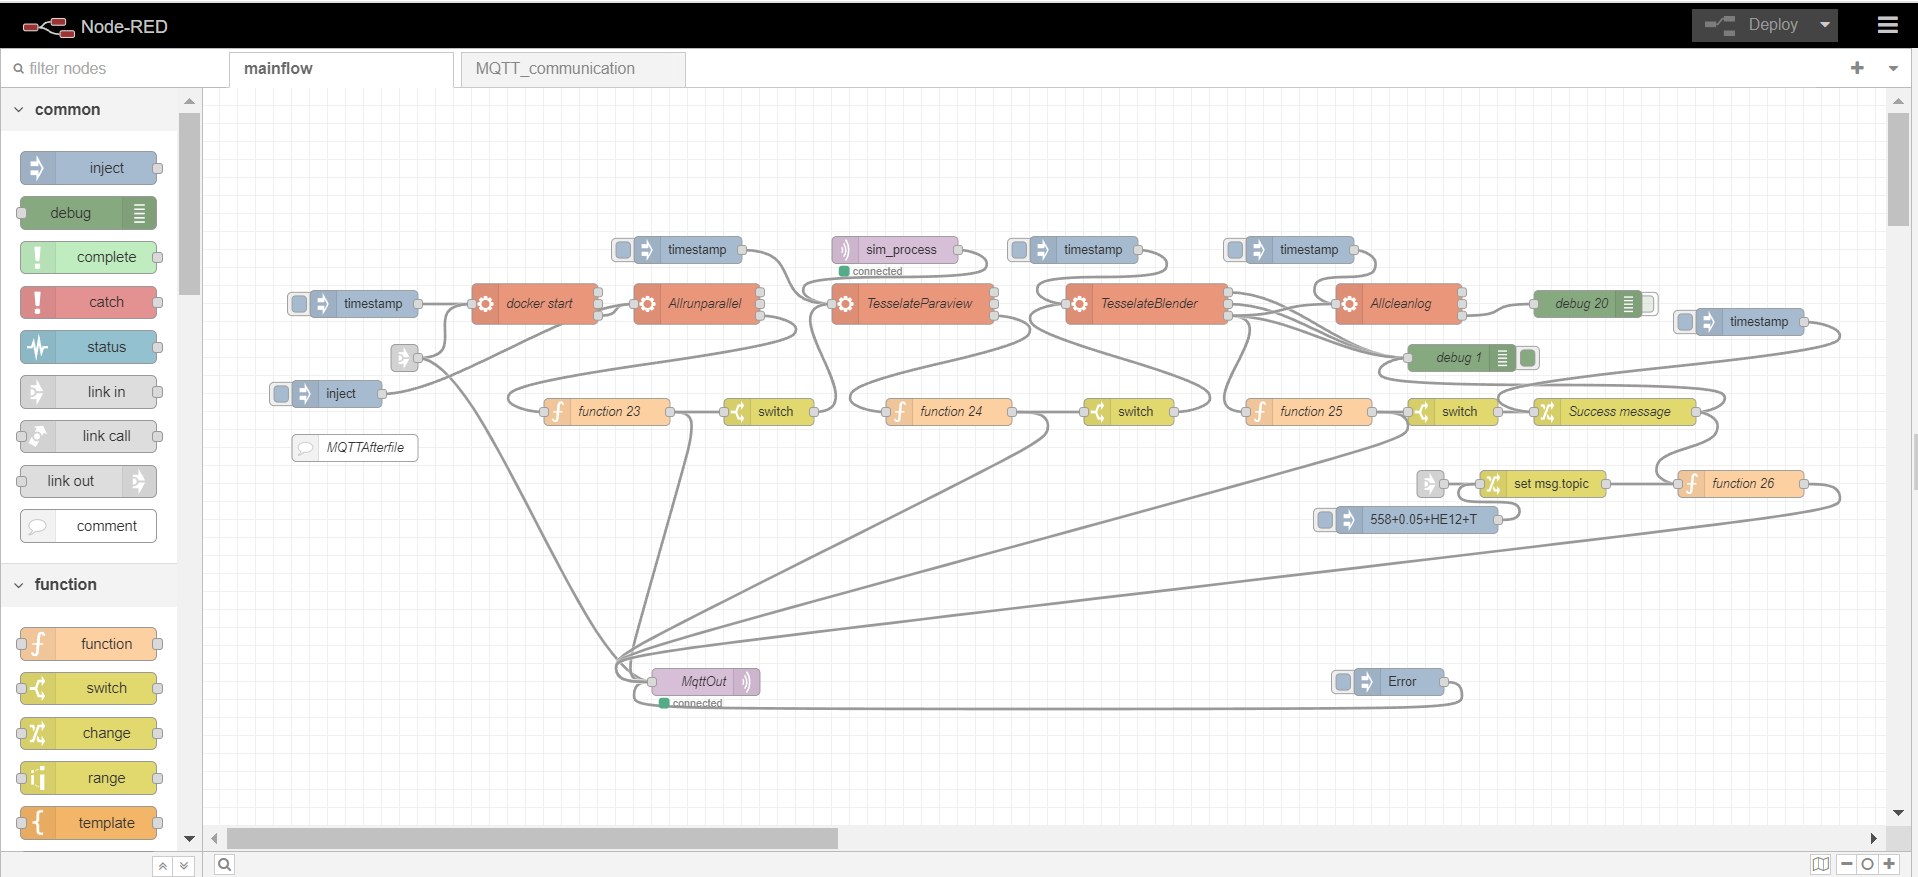 Node-RED
Deploy
filter nodes
mainflow
MQTT_communication
common
inject
debug
complete
catch
status
link in
link call
link out
comment
function
function
switch
change
range
template
timestamp
sim_process
connected
timestamp
timestamp
timestamp
docker start
Allrunparallel
TesselateParaview
TesselateBlender
Allcleanlog
debug 20
timestamp
debug 1
inject
function 23
switch
function 24
switch
function 25
switch
Success message
MQTTAfterfile
set msg.topic
function 26
558+0.05+HE12+T
MqttOut
connected
Error